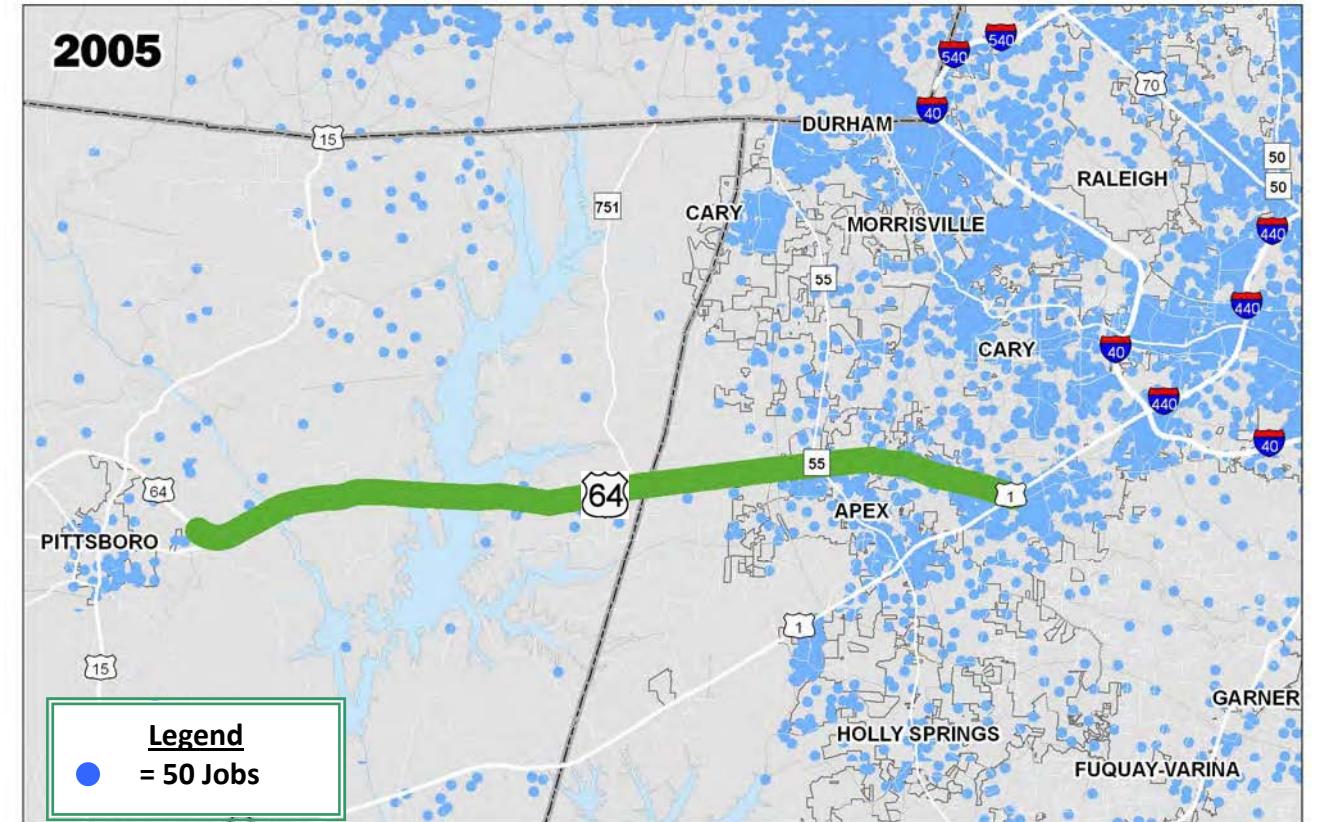 2005
540
540
70
40
DURHAM
15
50
RALEIGH
50
751
CARY
MORRISVILLE
440
55
440
CARY
40
440
40
55
64
64
1
APEX
PITTSBORO
1
15
GARNER
HOLLY SPRINGS
FUQUAY-VARINA
Legend
= 50 Jobs